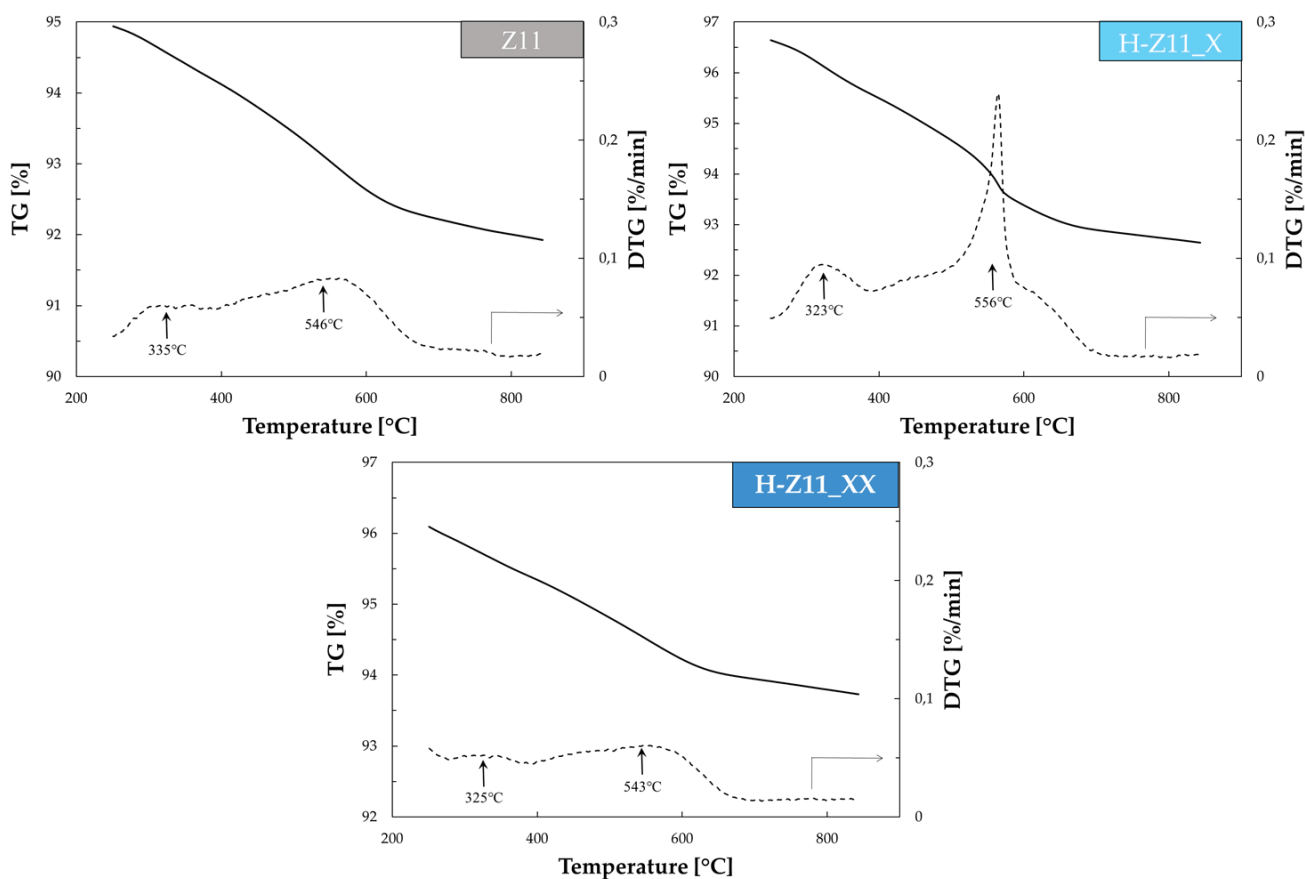 Z11
95
94
93
92
91
90
TG [%]
0,3
0,2
0,1
0
DTG [%/min]
335°C
546°C
200
400
600
800
Temperature [°C]
H-Z11_X
97
96
95
94
93
92
91
90
TG [%]
0,3
0,2
0,1
0
DTG [%/min]
323°C
556°C
200
400
600
800
Temperature [°C]
H-Z11_XX
97
96
95
94
93
92
TG [%]
0,3
0,2
0,1
0
DTG [%/min]
325°C
543°C
200
400
600
800
Temperature [°C]